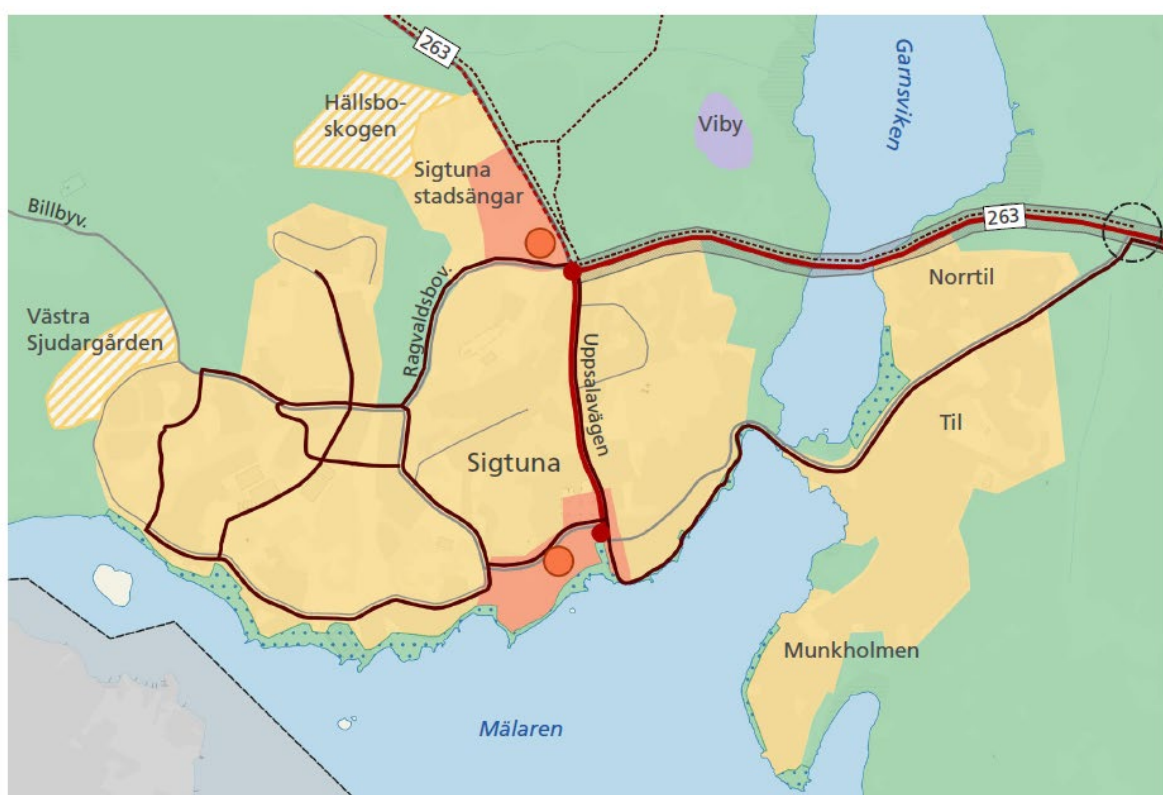 263
Garnsviken
Hällsbo-
skogen
Viby
Sigtuna
stadsängar
Billbyv.
263
Norrtil
Ragvaldsbov.
Västra
Sjudargården
Uppsalavägen
Til
Sigtuna
Munkholmen
Mälaren